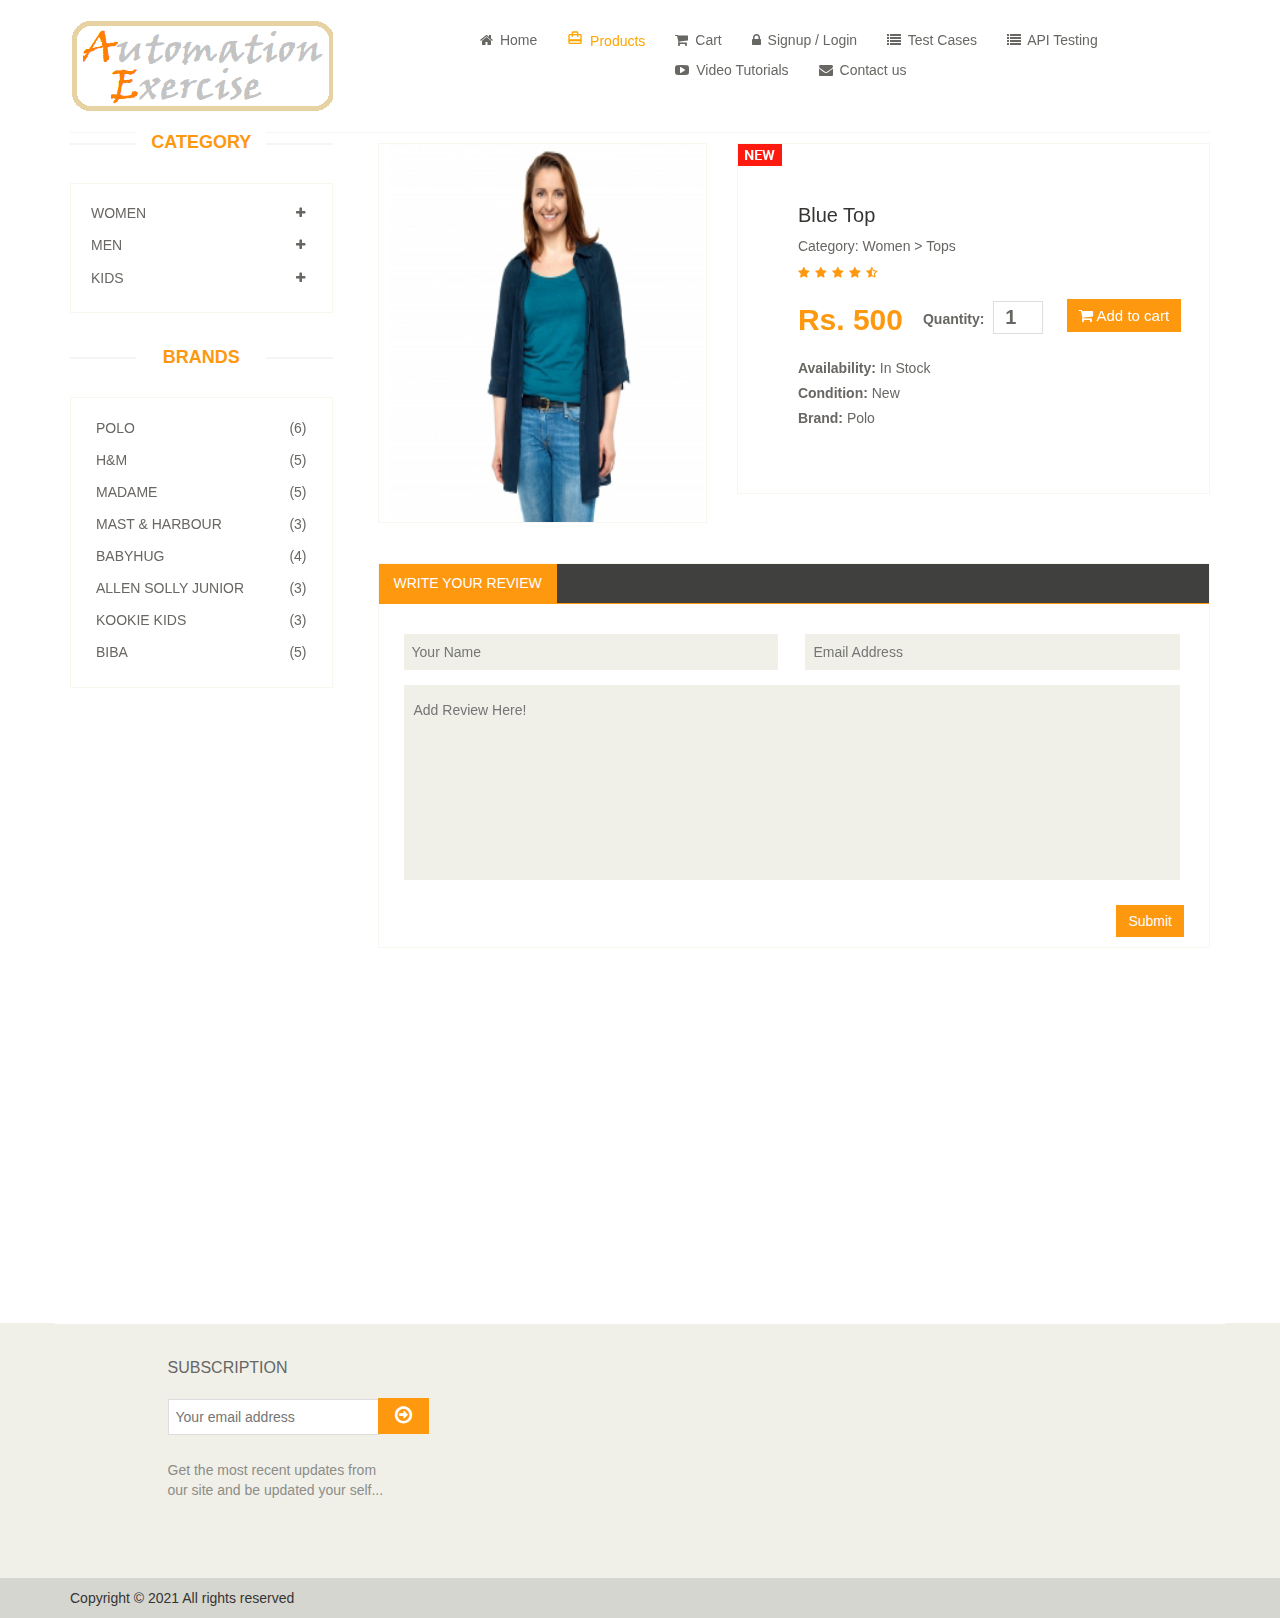 Automation
Exercise
Home
Products
Cart
Signup / Login
Test Cases
API Testing
Video Tutorials
Contact us
CATEGORY
WOMEN
MEN
KIDS
BRANDS
POLO (6)
H&M (5)
MADAME (5)
MAST & HARBOUR (3)
BABYHUG (4)
ALLEN SOLLY JUNIOR (3)
KOOKIE KIDS (3)
BIBA (5)
NEW
Blue Top
Category: Women > Tops
Rs. 500 Quantity: 1 Add to cart
Availability: In Stock
Condition: New
Brand: Polo
WRITE YOUR REVIEW
Your Name Email Address
Add Review Here!
Submit
SUBSCRIPTION
Your email address
Get the most recent updates from
our site and be updated your self...
Copyright © 2021 All rights reserved